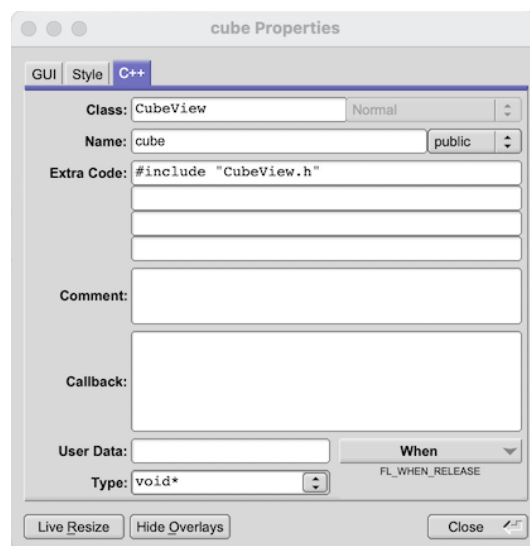 cube Properties
GUI Style C++
Class: CubeView Normal
Name: cube public
Extra Code: #include "CubeView.h"
Comment:
Callback:
User Data: When
FL_WHEN_RELEASE
Type: void*
Live Resize Hide Overlays Close